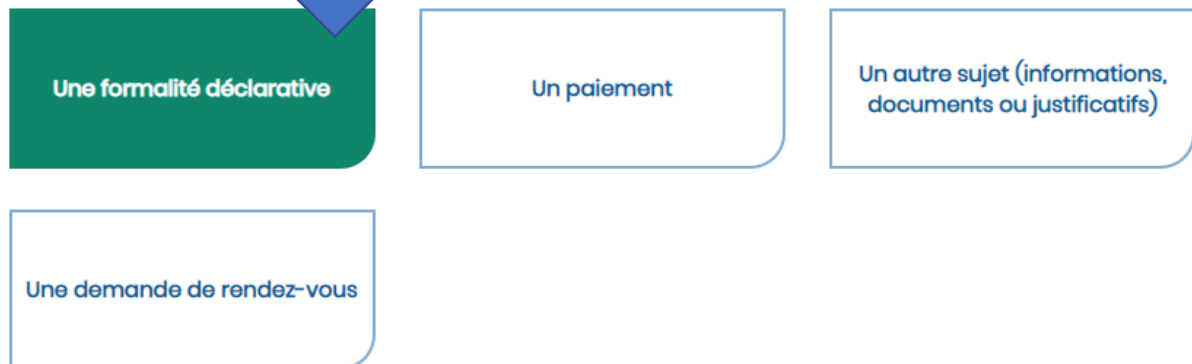 Une formalité déclarative
Un paiement
Un autre sujet (informations,
documents ou justificatifs)
Une demande de rendez-vous